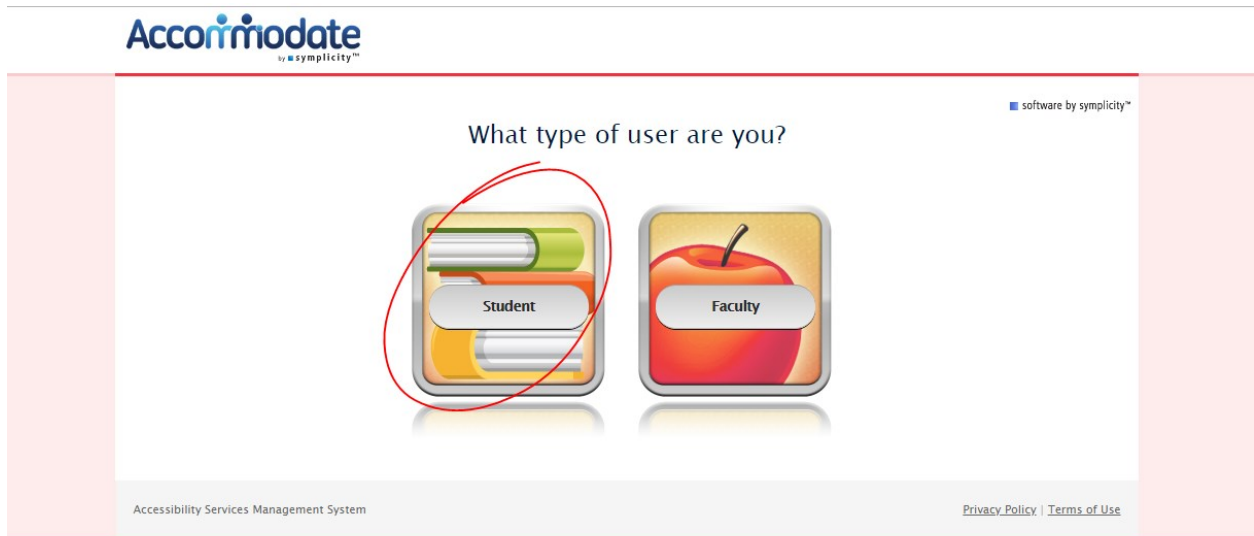 Accommodate
by symplicity™
software by symplicity™
What type of user are you?
Student
Faculty
Accessibility Services Management System
Privacy Policy | Terms of Use